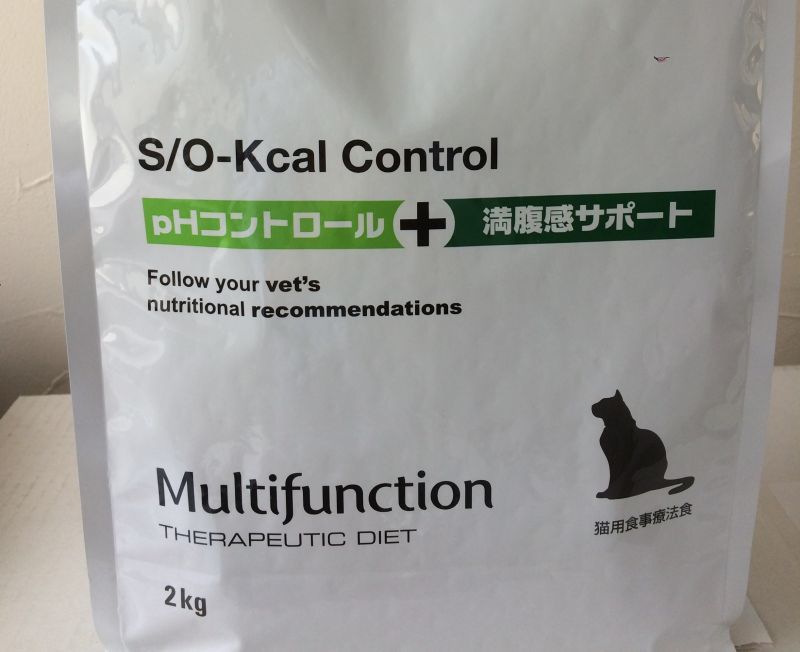 S/O-Kcal Control
pHコントロール + 満腹感サポート
Follow your vet's
nutritional recommendations
Multifunction
THERAPEUTIC DIET
猫用食事療法食
2kg